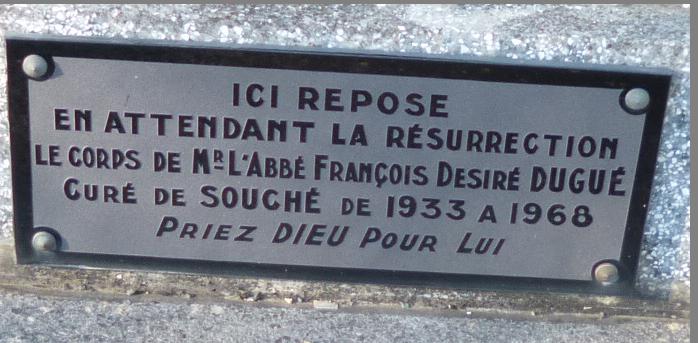 ICI REPOSE
EN ATTENDANT LA RÉSURRECTION
LE CORPS DE MR L'ABBÉ FRANÇOIS DESIRÉ DUGUÉ
CURÉ DE SOUCHÉ DE 1933 A 1968
PRIEZ DIEU POUR LUI